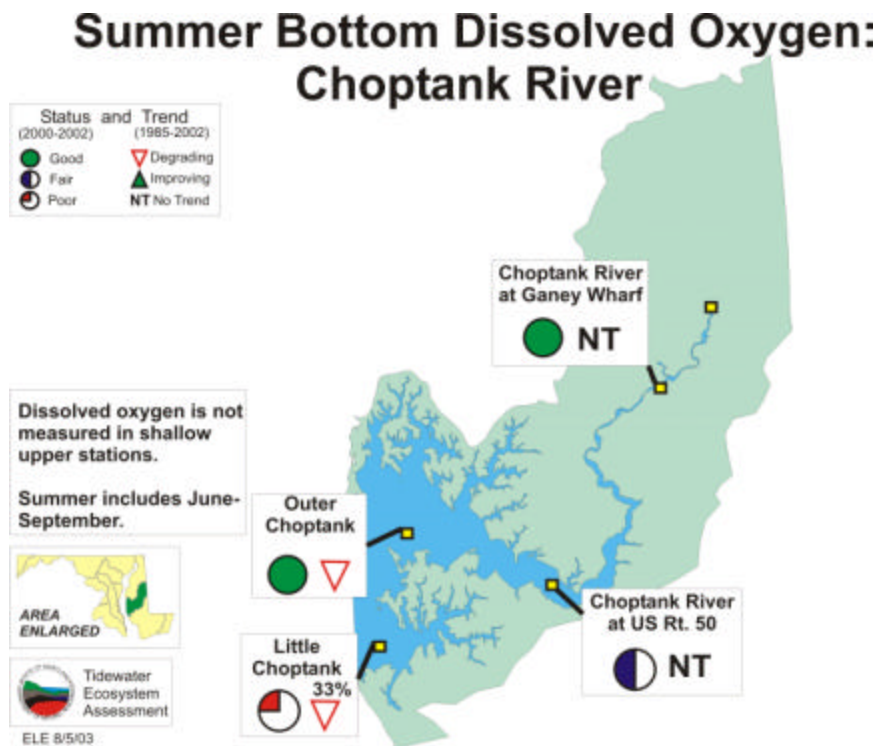 Summer Bottom Dissolved Oxygen:
Choptank River
Status and Trend
(2000-2002) (1985-2002)
Good Degrading
Fair Improving
Poor NT No Trend
Choptank River
at Ganey Wharf
NT
Dissolved oxygen is not
measured in shallow
upper stations.
Summer includes June-
September.
Outer
Choptank
Choptank River
at US Rt. 50
NT
Little
Choptank
33%
AREA
ENLARGED
Tidewater
Ecosystem
Assessment
ELE 8/5/03